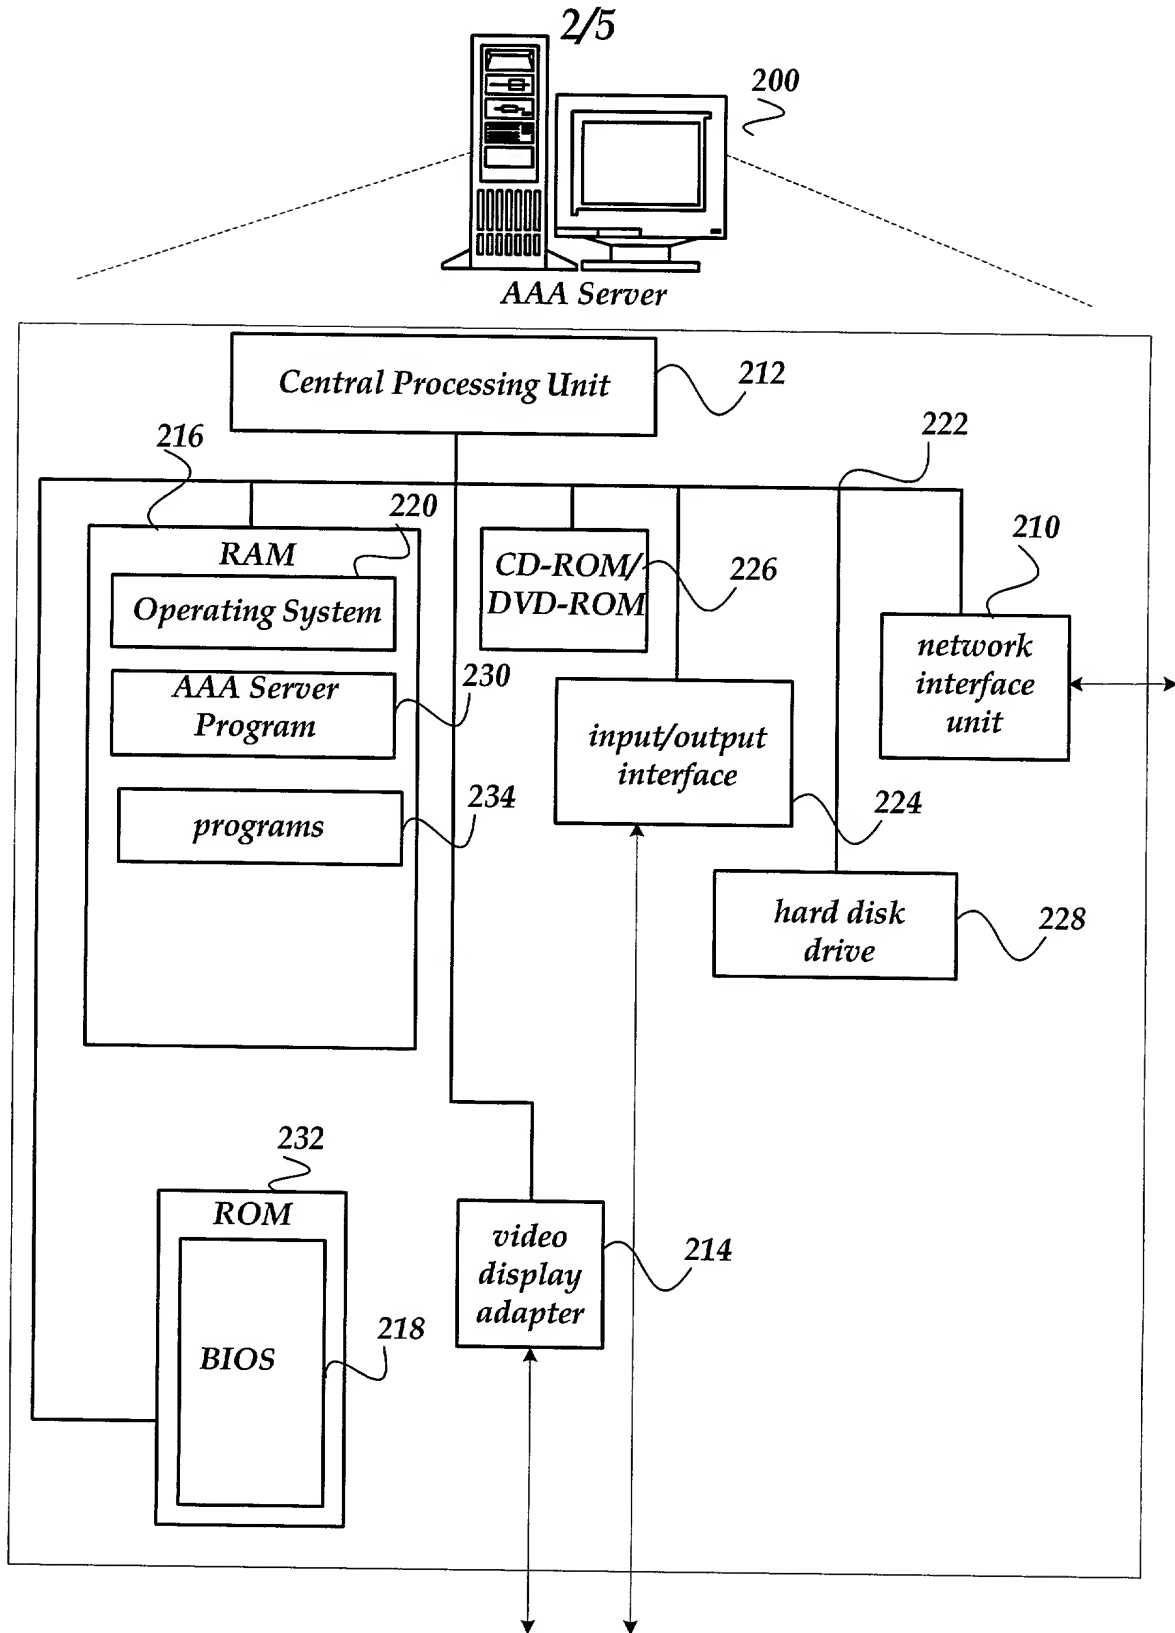 2/5
200
AAA Server
Central Processing Unit
212
216
222
220
210
RAM
CD-ROM/
DVD-ROM
226
Operating System
network
interface
unit
AAA Server
Program
230
input/output
interface
234
programs
224
hard disk
drive
228
232
ROM
video
display
adapter
214
BIOS
218